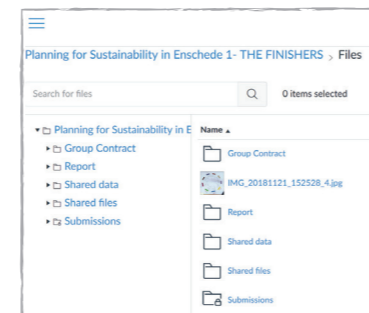 Planning for Sustainability in Enschede 1- THE FINISHERS > Files
Search for files
0 items selected
Planning for Sustainability in E
Group Contract
Report
Shared data
Shared files
Submissions
Name
Group Contract
IMG_20181121_152528_4.jpg
Report
Shared data
Shared files
Submissions